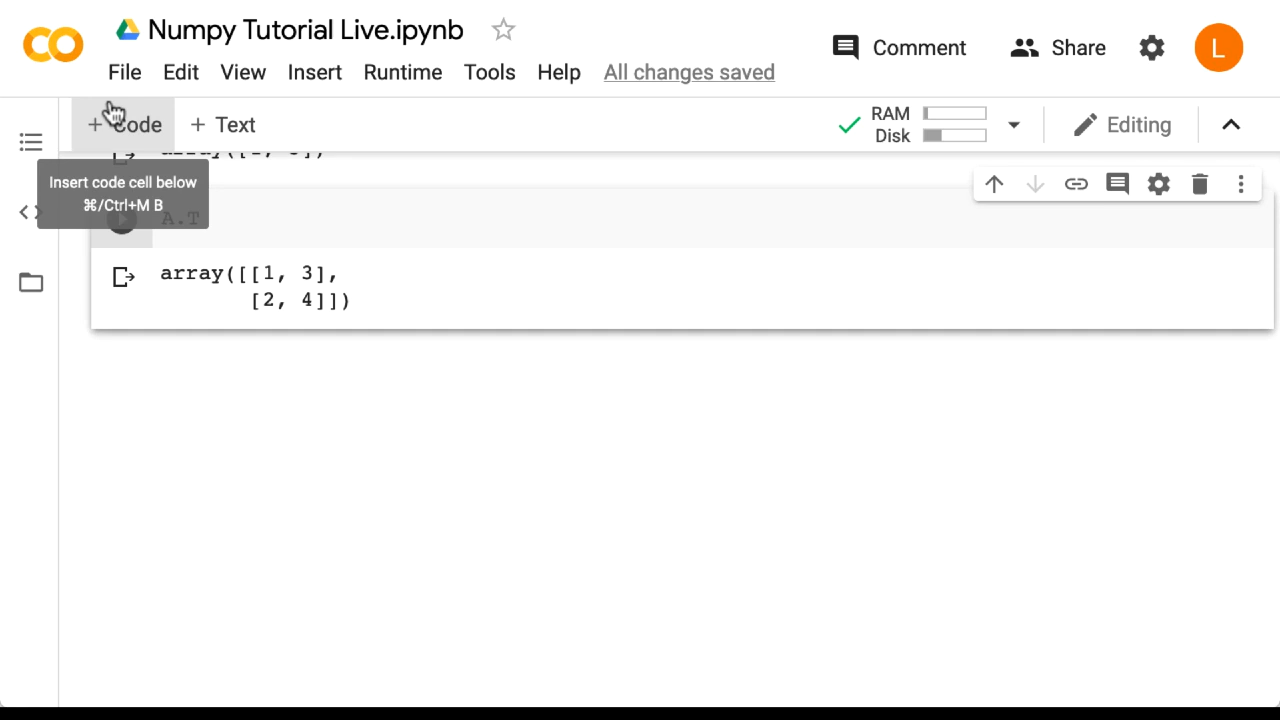 Numpy Tutorial Live.ipynb
Comment
Share
L
File Edit View Insert Runtime Tools Help All changes saved
+ Code
+ Text
RAM
Disk
Editing
Insert code cell below
⌘/Ctrl+M B
A.T
array([[1, 3],
[2, 4]])